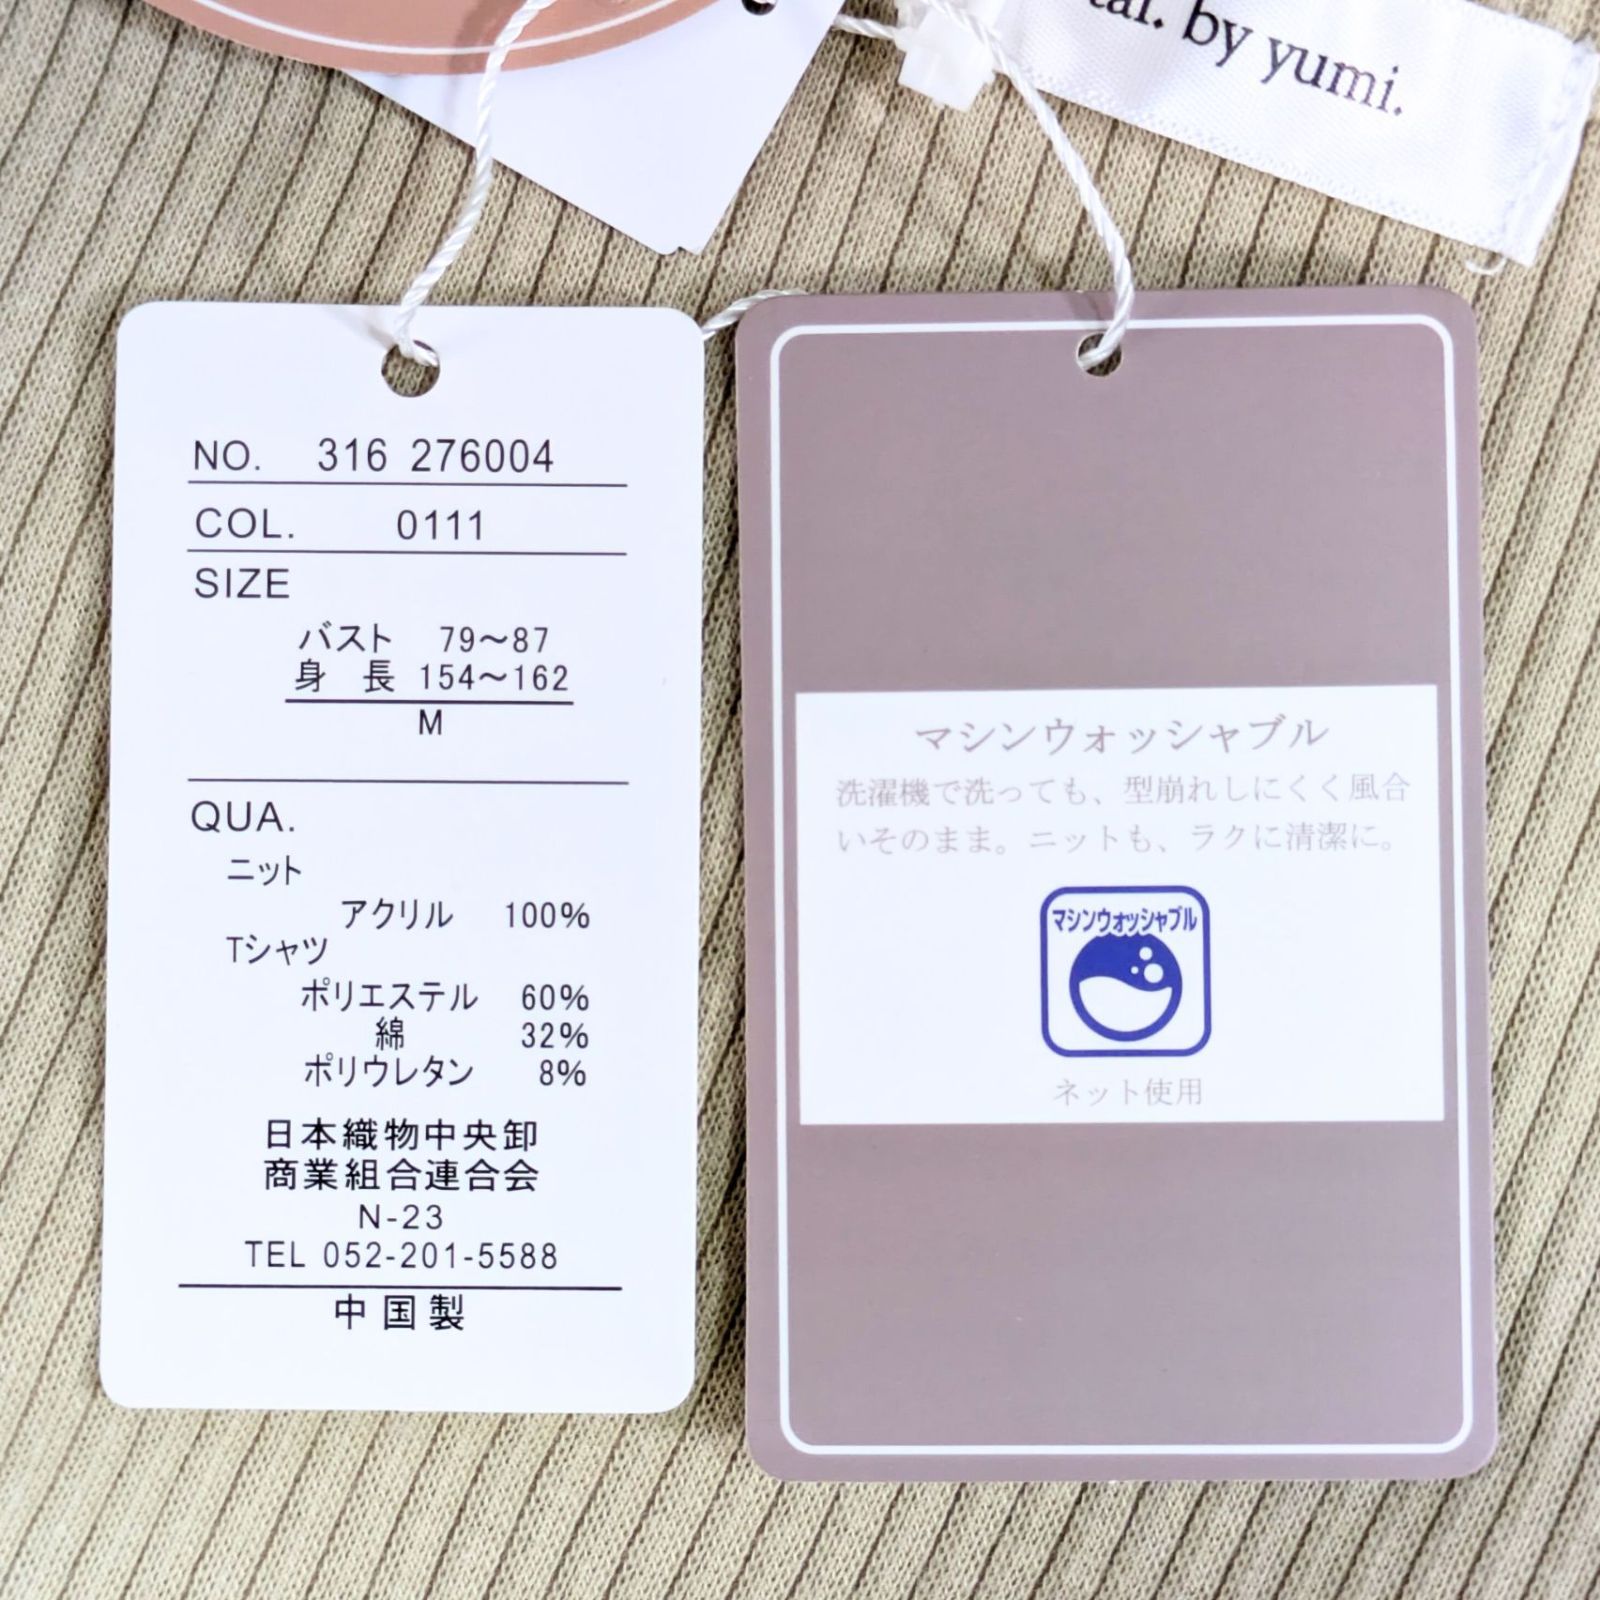 by yumi.
NO. 316 276004
COL. 0111
SIZE
バスト 79～87
身 長 154～162
M
QUA.
ニット
アクリル 100%
Tシャツ
ポリエステル 60%
綿 32%
ポリウレタン 8%
日本織物中央卸
商業組合連合会
N-23
TEL 052-201-5588
中国製
マシンウォッシャブル
洗濯機で洗っても、型崩れしにくく風合
いそのまま。ニットも、ラクに清潔に。
マシンウォッシャブル
ネット使用